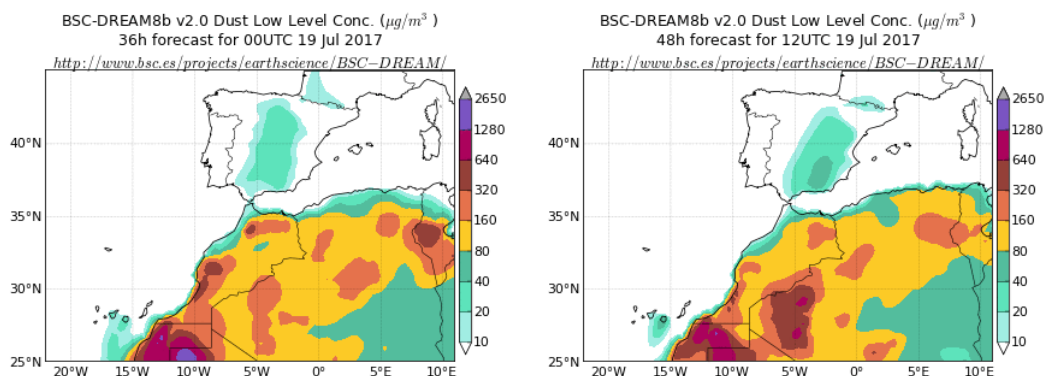 BSC-DREAM8b v2.0 Dust Low Level Conc. (μg/m³ )
36h forecast for 00UTC 19 Jul 2017
http://www.bsc.es/projects/earthscience/BSC−DREAM/
40°N
35°N
30°N
25°N
20°W
15°W
10°W
5°W
0°
5°E
10°E
2650
1280
640
320
160
80
40
20
10
BSC-DREAM8b v2.0 Dust Low Level Conc. (μg/m³ )
48h forecast for 12UTC 19 Jul 2017
http://www.bsc.es/projects/earthscience/BSC−DREAM/
40°N
35°N
30°N
25°N
20°W
15°W
10°W
5°W
0°
5°E
10°E
2650
1280
640
320
160
80
40
20
10